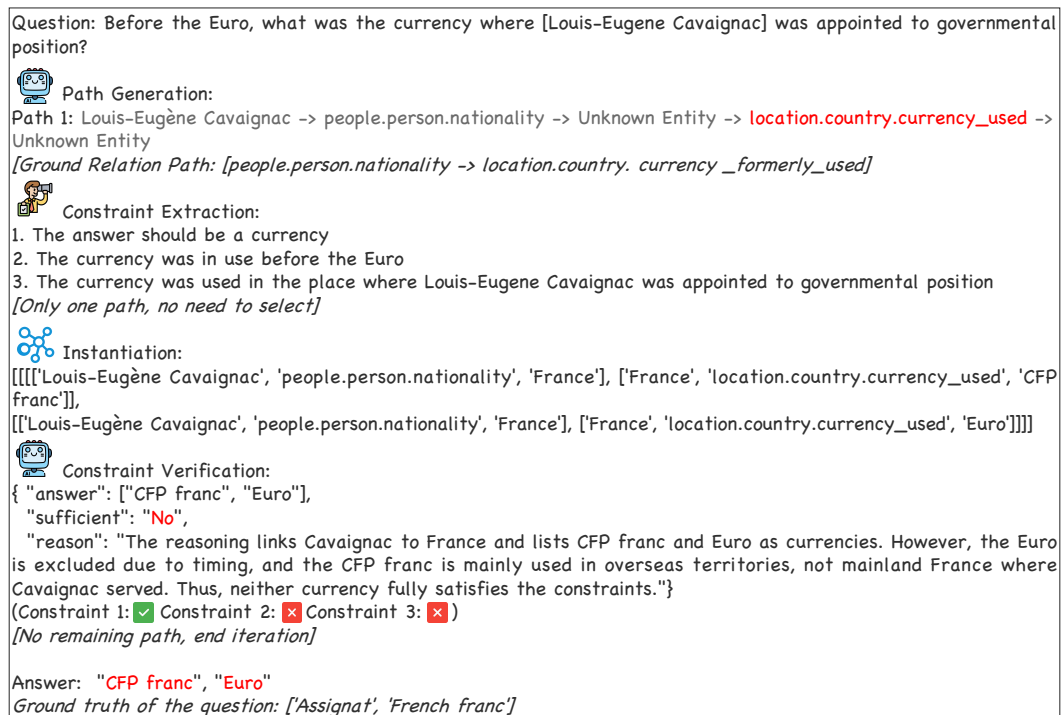 Question: Before the Euro, what was the currency where [Louis-Eugene Cavaignac] was appointed to governmental
position?
Path Generation:
Path 1: Louis-Eugène Cavaignac -> people.person.nationality -> Unknown Entity -> location.country.currency_used ->
Unknown Entity
[Ground Relation Path: [people.person.nationality -> location.country. currency _formerly_used]
Constraint Extraction:
1. The answer should be a currency
2. The currency was in use before the Euro
3. The currency was used in the place where Louis-Eugene Cavaignac was appointed to governmental position
[Only one path, no need to select]
Instantiation:
[[[['Louis-Eugène Cavaignac', 'people.person.nationality', 'France'], ['France', 'location.country.currency_used', 'CFP
franc']],
[['Louis-Eugène Cavaignac', 'people.person.nationality', 'France'], ['France', 'location.country.currency_used', 'Euro']]]]
Constraint Verification:
{ "answer": ["CFP franc", "Euro"],
"sufficient": "No",
"reason": "The reasoning links Cavaignac to France and lists CFP franc and Euro as currencies. However, the Euro
is excluded due to timing, and the CFP franc is mainly used in overseas territories, not mainland France where
Cavaignac served. Thus, neither currency fully satisfies the constraints."}
(Constraint 1: ✅ Constraint 2: ❌ Constraint 3: ❌ )
[No remaining path, end iteration]
Answer: "CFP franc", "Euro"
Ground truth of the question: ['Assignat', 'French franc']